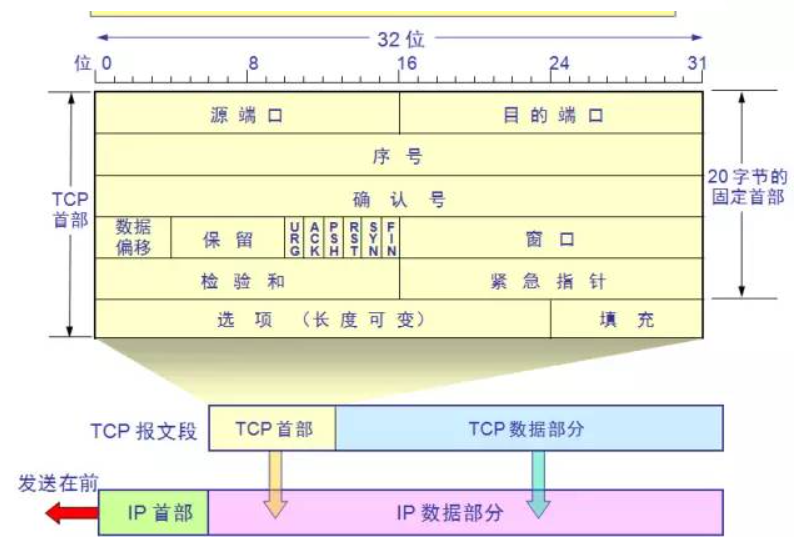 32 位
位 0 8 16 24 31
源 端 口 目 的 端 口
序 号
TCP
首部
20 字节的
固定首部
确 认 号
数据
偏移
保 留
URG ACK PSH RST SYN FIN
窗 口
检 验 和 紧 急 指 针
选 项 (长 度 可 变) 填 充
TCP 报文段 TCP 首部 TCP 数据部分
发送在前
IP 首部 IP 数据部分